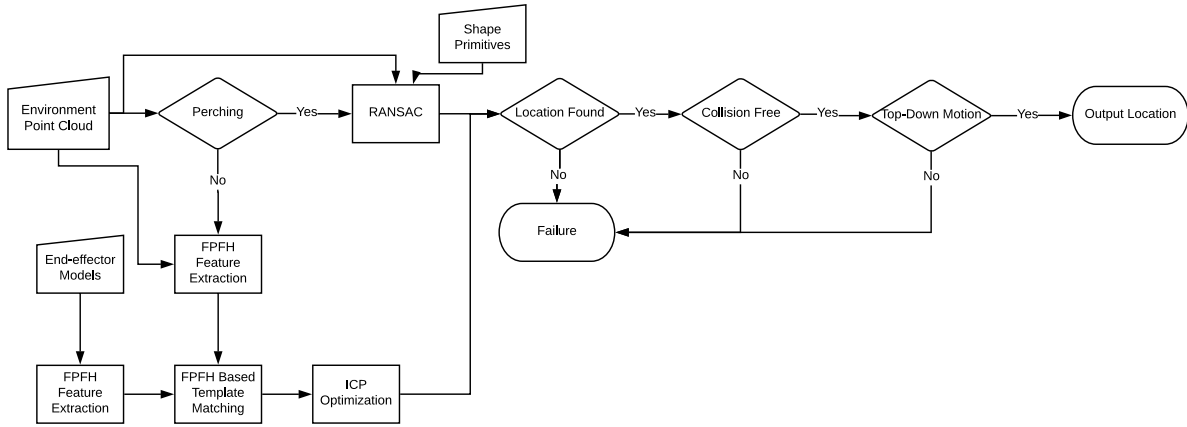 Shape
Primitives
Environment
Point Cloud
Perching
Yes
RANSAC
Location Found
Yes
Collision Free
Yes
Top-Down Motion
Yes
Output Location
No
No
No
No
Failure
End-effector
Models
FPFH
Feature
Extraction
FPFH
Feature
Extraction
FPFH Based
Template
Matching
ICP
Optimization